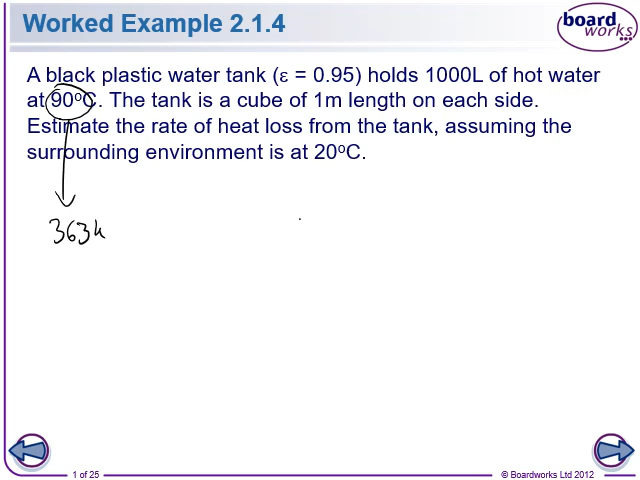 Worked Example 2.1.4
board
works
A black plastic water tank (ε = 0.95) holds 1000L of hot water
at 90ºC. The tank is a cube of 1m length on each side.
Estimate the rate of heat loss from the tank, assuming the
surrounding environment is at 20ºC.
363k
1 of 25
© Boardworks Ltd 2012